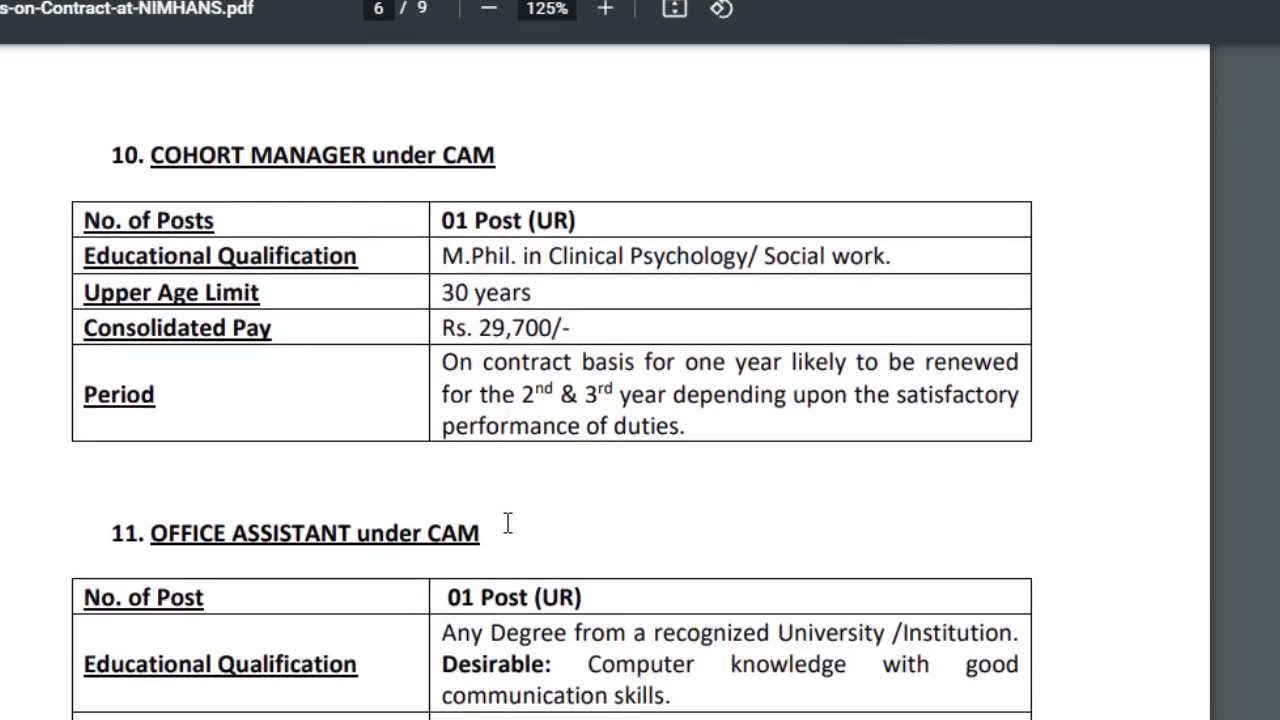 s-on-Contract-at-NIMHANS.pdf 6 / 9 125%
10. COHORT MANAGER under CAM
No. of Posts 01 Post (UR)
Educational Qualification M.Phil. in Clinical Psychology/ Social work.
Upper Age Limit 30 years
Consolidated Pay Rs. 29,700/-
Period On contract basis for one year likely to be renewed
for the 2nd & 3rd year depending upon the satisfactory
performance of duties.
11. OFFICE ASSISTANT under CAM
No. of Post 01 Post (UR)
Educational Qualification Any Degree from a recognized University /Institution.
Desirable: Computer knowledge with good
communication skills.